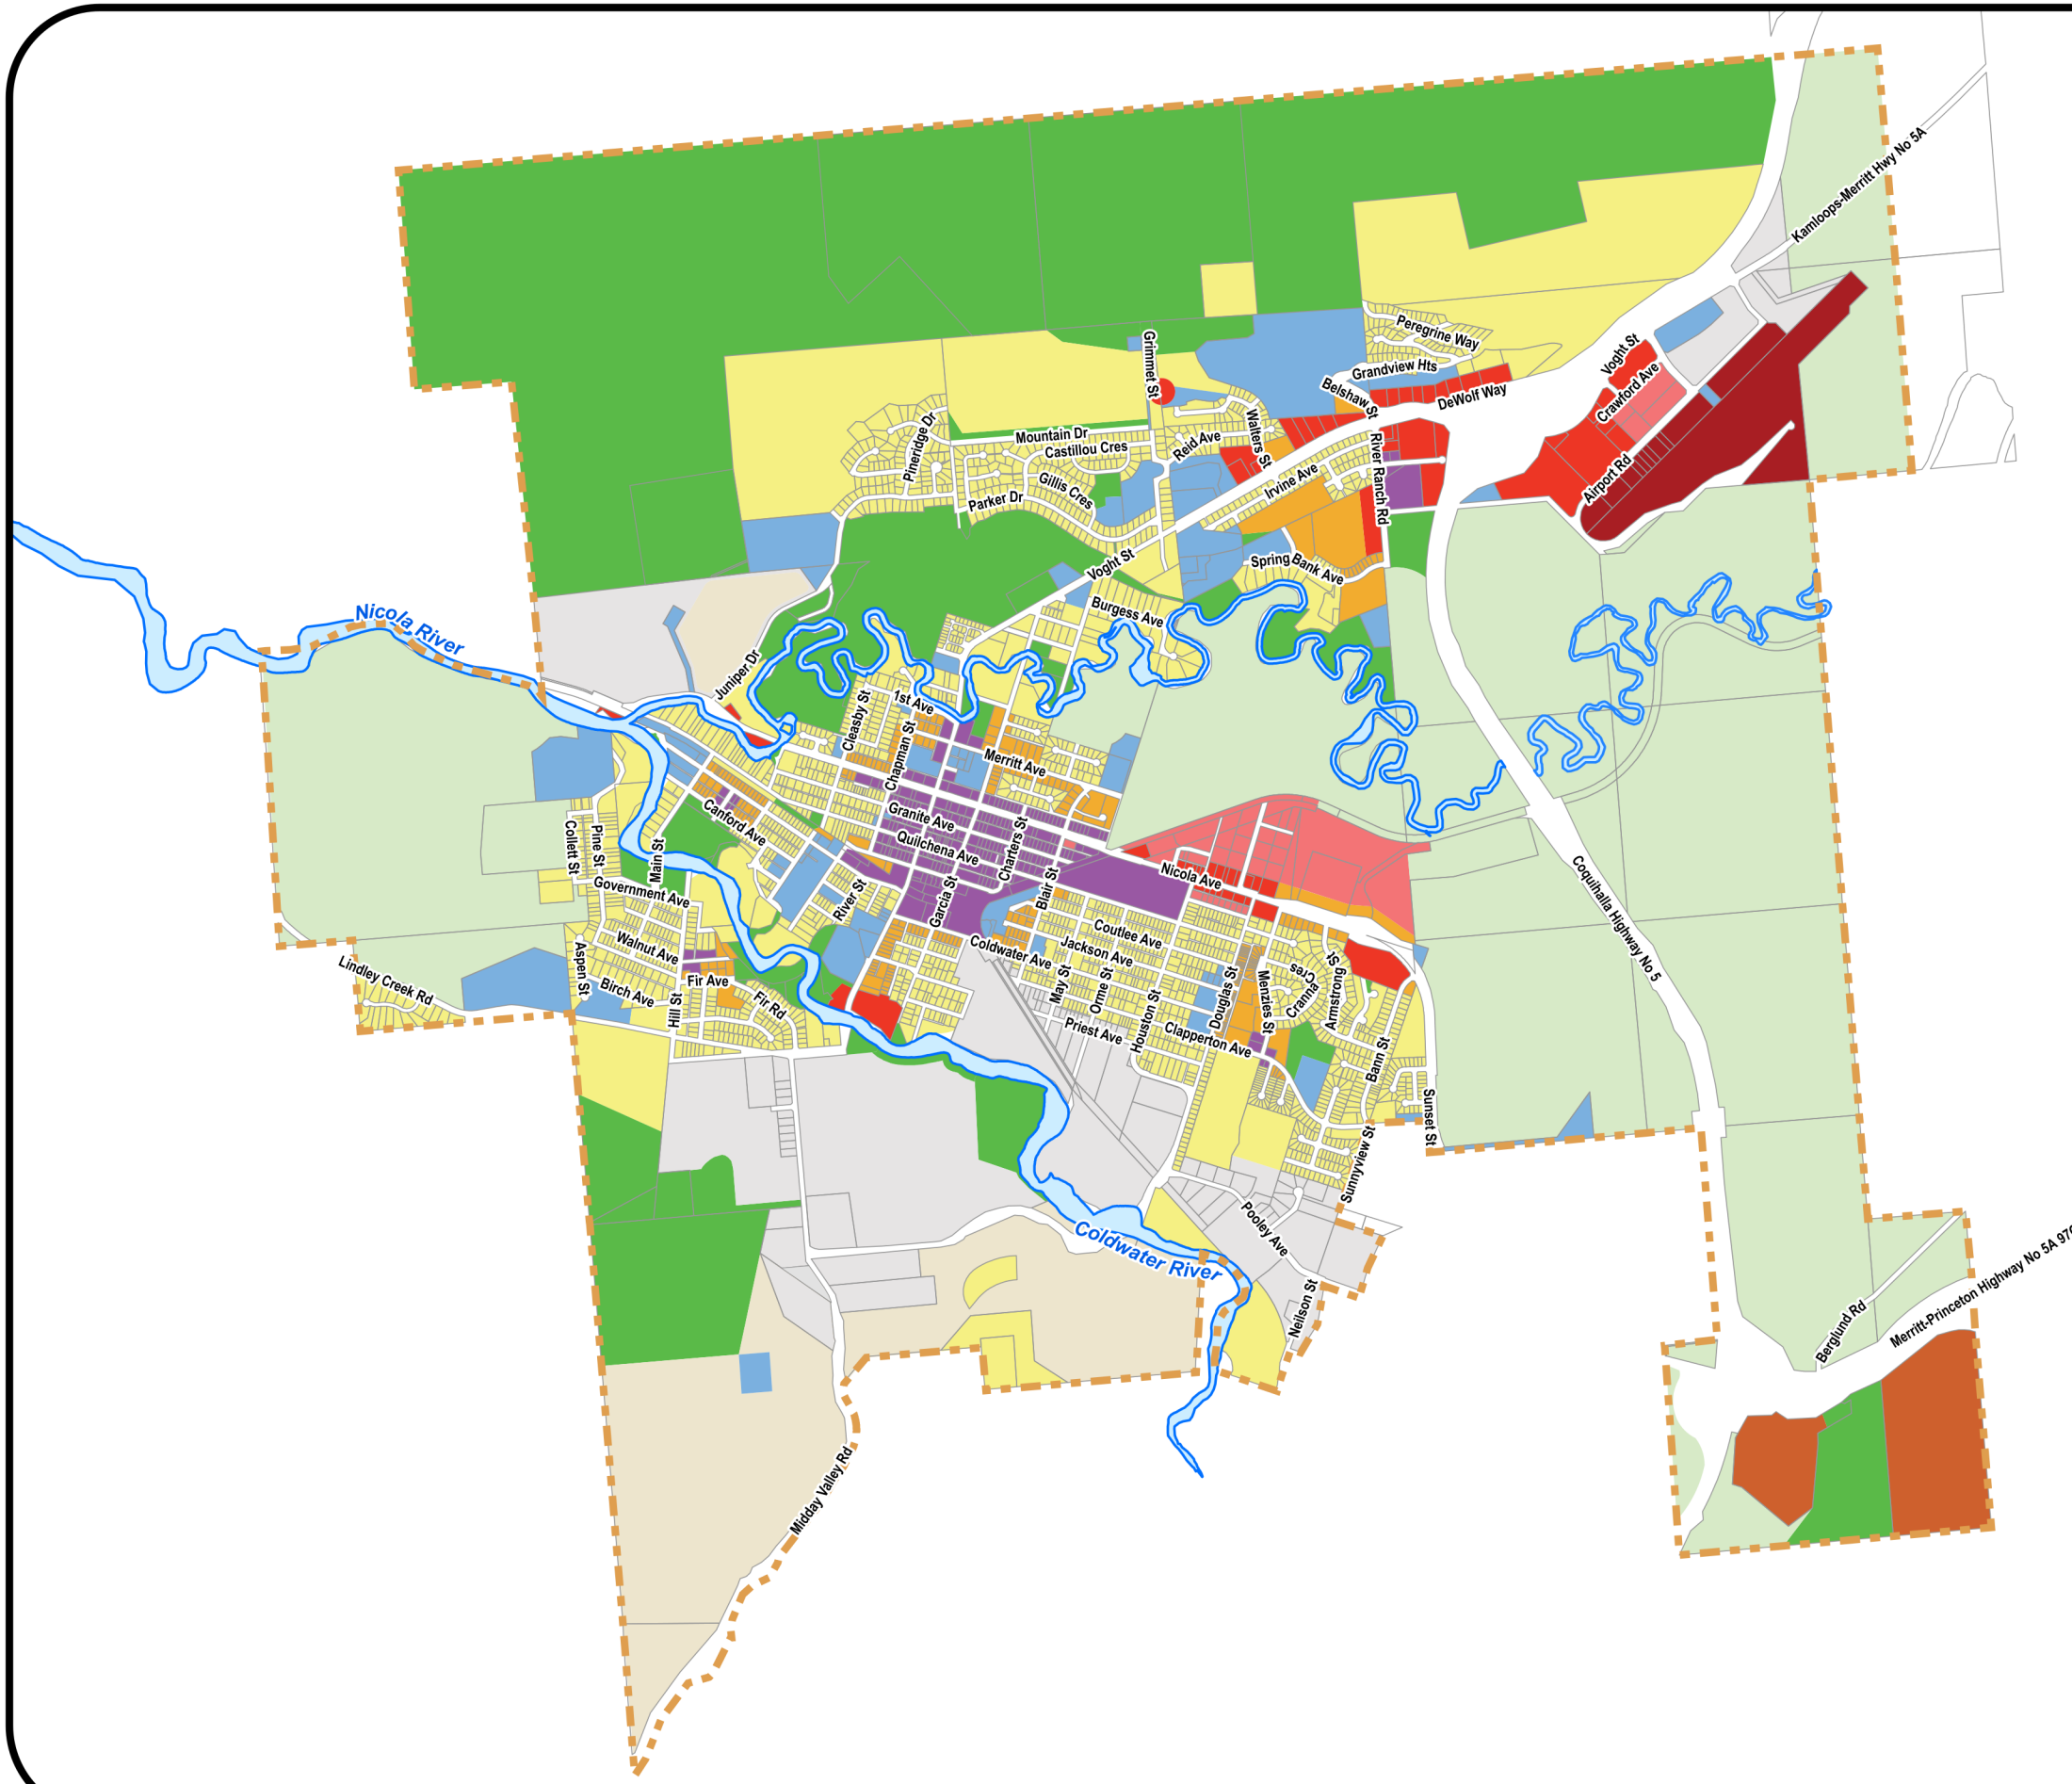 Kamloops-Merritt Hwy No 5A
Peregrine Way
Grimmet St
Voght St
Grandview Hts
Belshaw St
DeWolf Way
Crawford Ave
Pineridge Dr
Mountain Dr
Castillou Cres
Reid Ave
Walters St
River Ranch Rd
Airport Rd
Gillis Cres
Irvine Ave
Parker Dr
Voght St
Spring Bank Ave
Nicola River
Burgess Ave
Juniper Dr
1st Ave
Cleasby St
Chapman St
Merritt Ave
Canford Ave
Granite Ave
Quilchena Ave
Charters St
Collett St
Pine St
Main St
Nicola Ave
Coquihalla Highway No 5
Government Ave
River St
Garcia St
Blair St
Coutlee Ave
Walnut Ave
Coldwater Ave
Jackson Ave
Lindley Creek Rd
Aspen St
Birch Ave
Fir Ave
Fir Rd
Hill St
May St
Orme St
Houston St
Douglas St
Menzies St
Cranna Cres
Armstrong St
Priest Ave
Clapperton Ave
Bann St
Sunset St
Sunnyview St
Pooley Ave
Coldwater River
Neilson St
Berglund Rd
Merritt-Princeton Highway No 5A
Midday Valley Rd